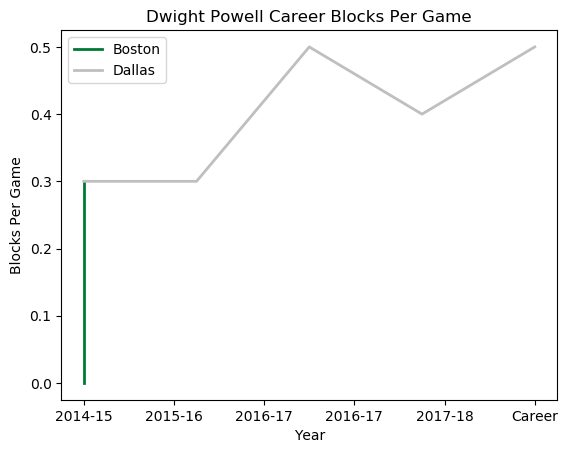 Dwight Powell Career Blocks Per Game
Boston
Dallas
0.5
0.4
0.3
0.2
0.1
0.0
Blocks Per Game
2014-15 2015-16 2016-17 2016-17 2017-18 Career
Year